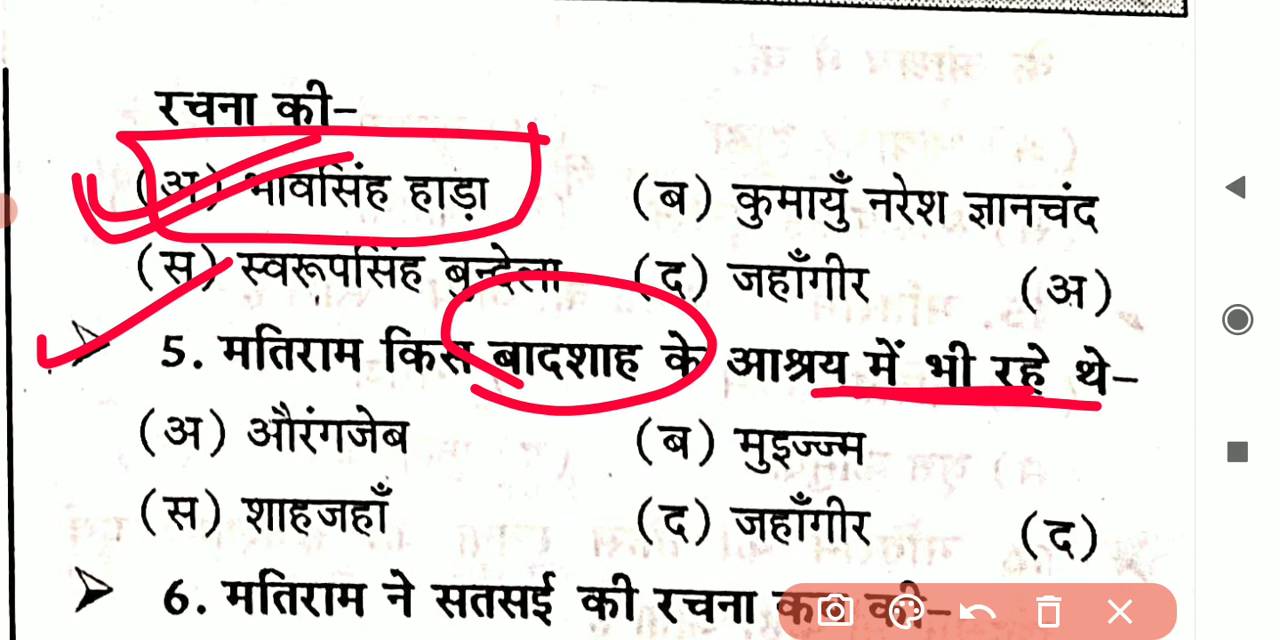 रचना की-
(अ) भावसिंह हाड़ा (ब) कुमायुँ नरेश ज्ञानचंद
(स) स्वरूपसिंह बुन्देला (द) जहाँगीर (अ)
5. मतिराम किस बादशाह के आश्रय में भी रहे थे-
(अ) औरंगजेब (ब) मुइज्ज्म
(स) शाहजहाँ (द) जहाँगीर (द)
6. मतिराम ने सतसई की रचना कब की-